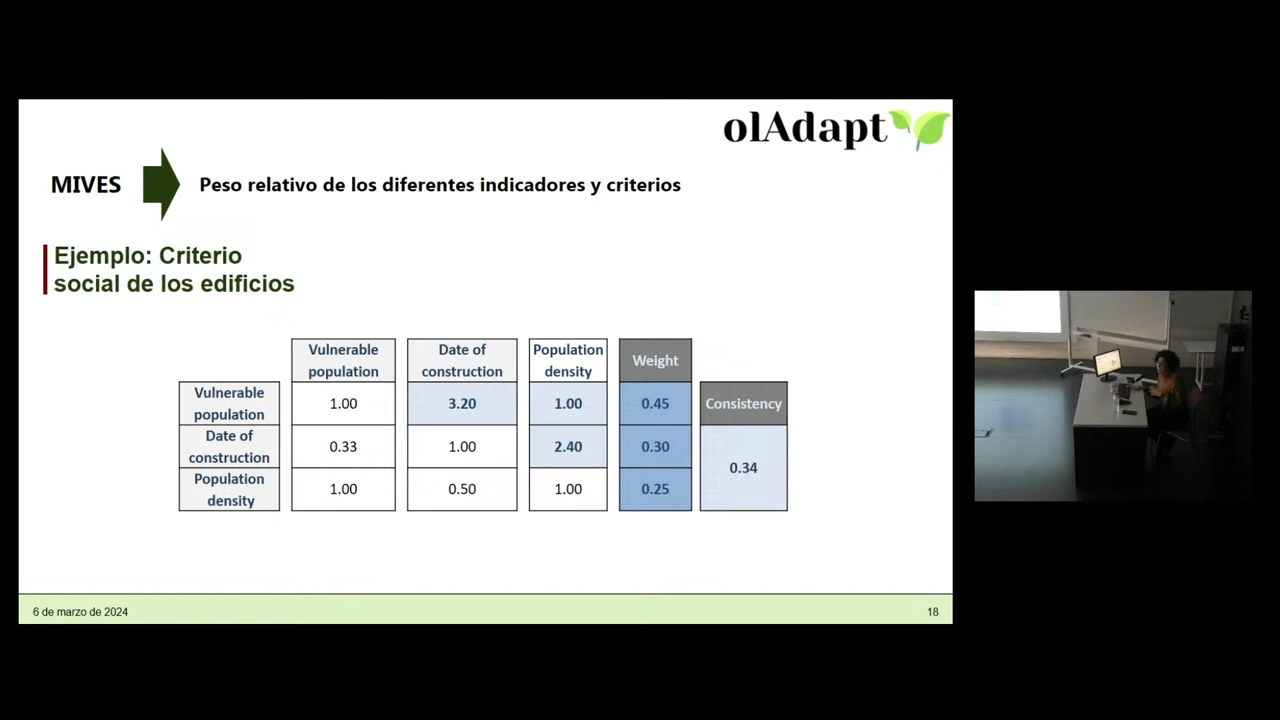 olAdapt
MIVES
Peso relativo de los diferentes indicadores y criterios
Ejemplo: Criterio
social de los edificios
Vulnerable population Date of construction Population density Weight
Vulnerable population 1.00 3.20 1.00 0.45 Consistency
Date of construction 0.33 1.00 2.40 0.30 0.34
Population density 1.00 0.50 1.00 0.25
6 de marzo de 2024 18